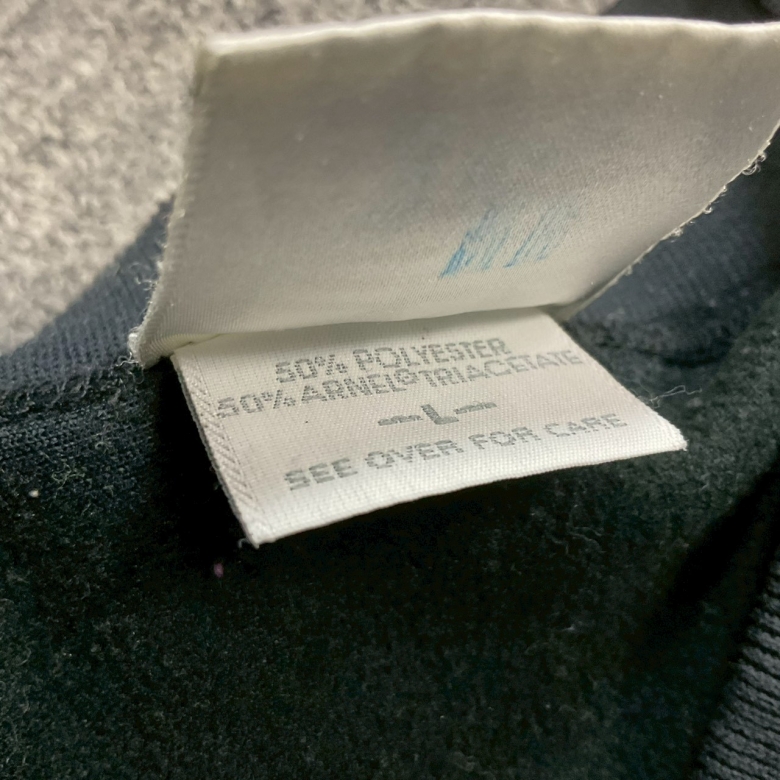 50% POLYESTER
50% ARNEL® TRIACETATE
-L-
SEE OVER FOR CARE